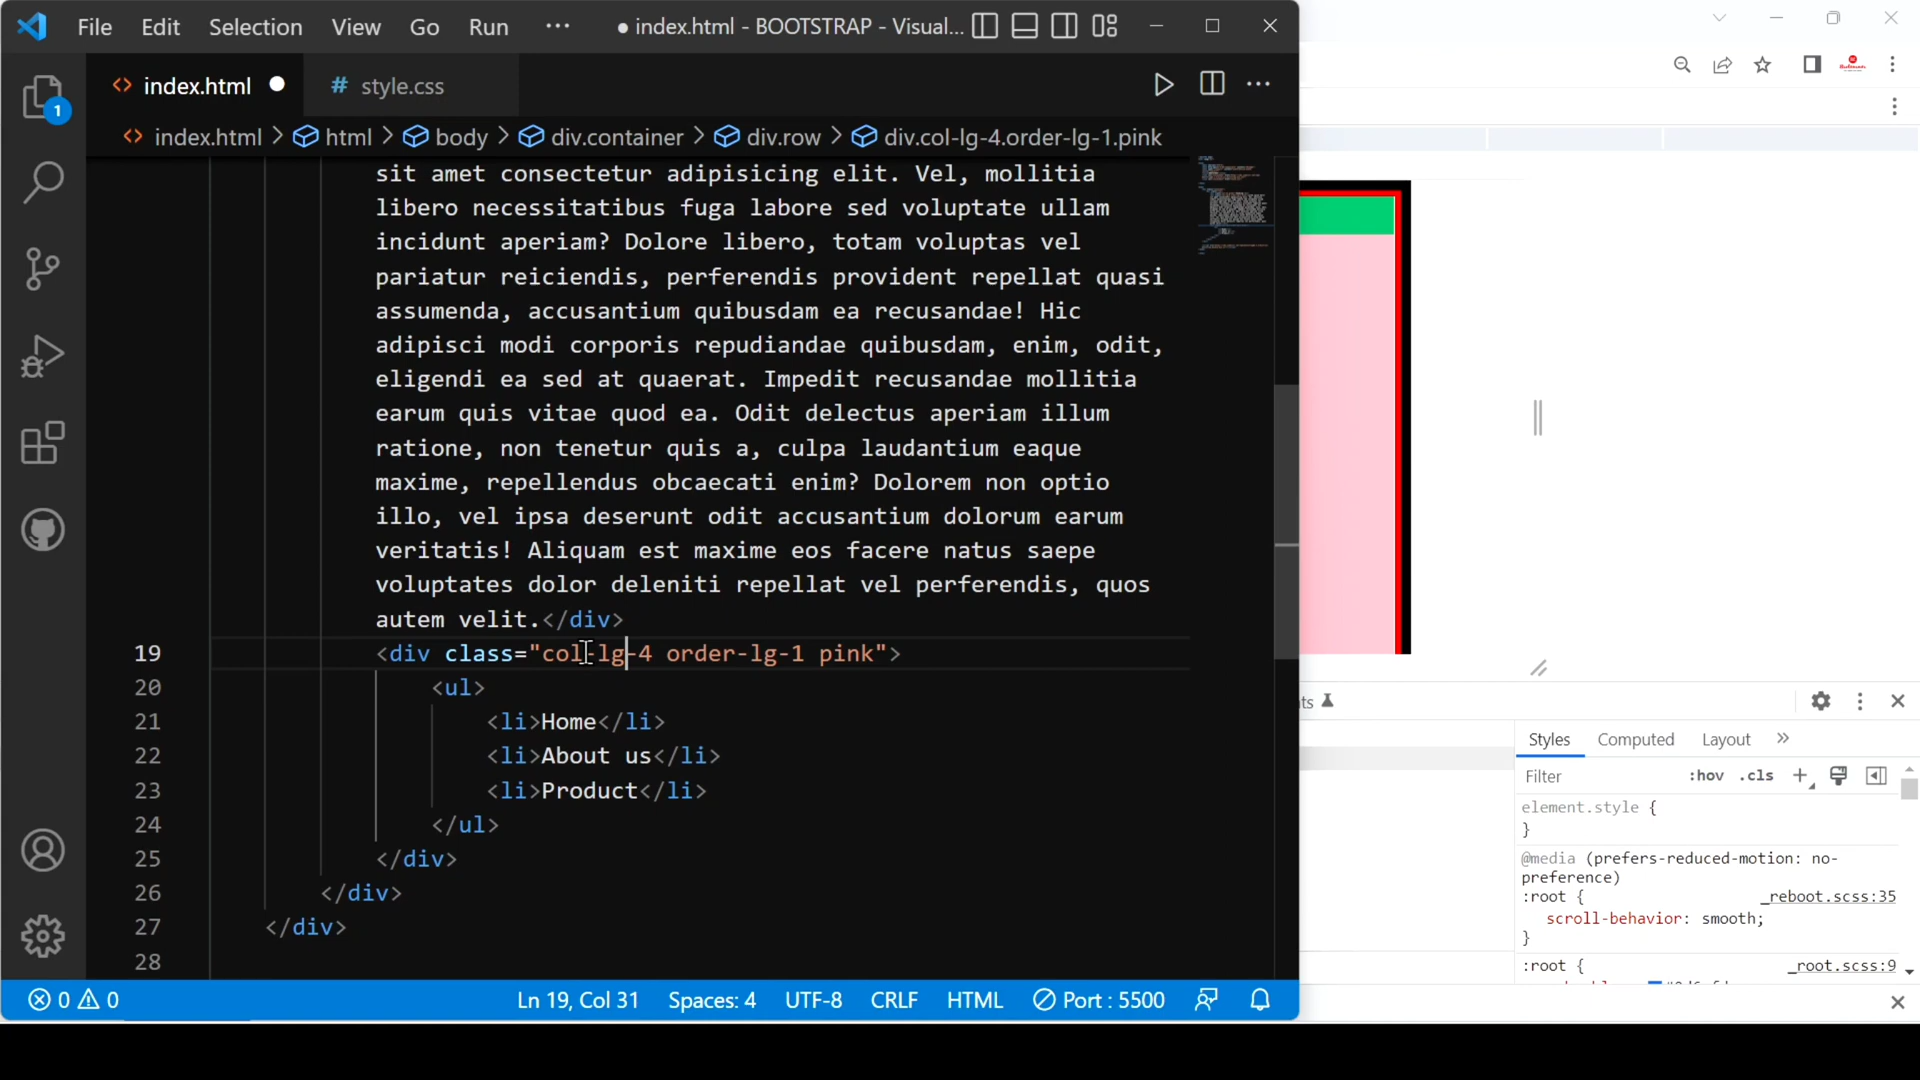 File Edit Selection View Go Run ··· ● index.html - BOOTSTRAP - Visual...
index.html ● # style.css
index.html > html > body > div.container > div.row > div.col-lg-4.order-lg-1.pink
sit amet consectetur adipisicing elit. Vel, mollitia
libero necessitatibus fuga labore sed voluptate ullam
incidunt aperiam? Dolore libero, totam voluptas vel
pariatur reiciendis, perferendis provident repellat quasi
assumenda, accusantium quibusdam ea recusandae! Hic
adipisci modi corporis repudiandae quibusdam, enim, odit,
eligendi ea sed at quaerat. Impedit recusandae mollitia
earum quis vitae quod ea. Odit delectus aperiam illum
ratione, non tenetur quis a, culpa laudantium eaque
maxime, repellendus obcaecati enim? Dolorem non optio
illo, vel ipsa deserunt odit accusantium dolorum earum
veritatis! Aliquam est maxime eos facere natus saepe
voluptates dolor deleniti repellat vel perferendis, quos
autem velit.</div>
19 <div class="col-lg-4 order-lg-1 pink">
20 <ul>
21 <li>Home</li>
22 <li>About us</li>
23 <li>Product</li>
24 </ul>
25 </div>
26 </div>
27 </div>
28
1
0 0 Ln 19, Col 31 Spaces: 4 UTF-8 CRLF HTML Port : 5500
ts
Styles Computed Layout »
Filter :hov .cls +
element.style {
}
@media (prefers-reduced-motion: no-
preference)
:root { _reboot.scss:35
scroll-behavior: smooth;
}
:root { _root.scss:9